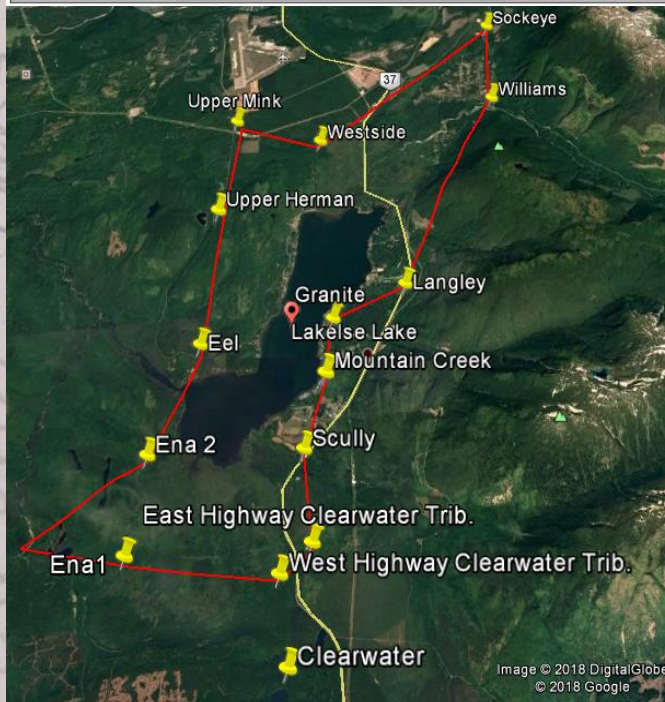 Sockeye
37
Williams
Upper Mink
Westside
Upper Herman
Langley
Granite
Lakelse Lake
Eel
Mountain Creek
Scully
Ena 2
East Highway Clearwater Trib.
Ena1
West Highway Clearwater Trib.
Clearwater
Image © 2018 DigitalGlobe
© 2018 Google